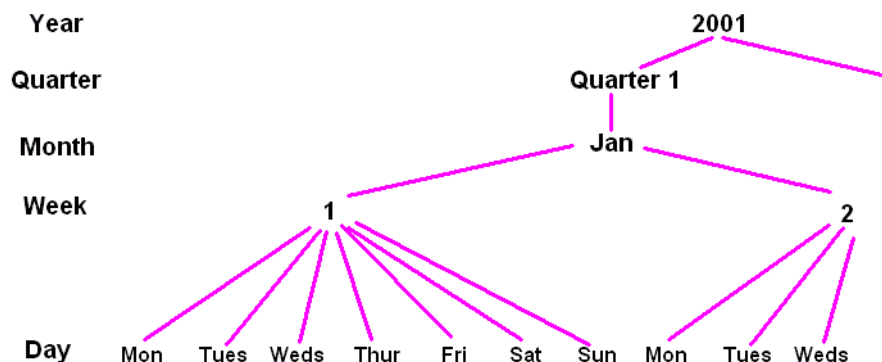 Year 2001
Quarter Quarter 1
Month Jan
Week 1 2
Day Mon Tues Weds Thur Fri Sat Sun Mon Tues Weds